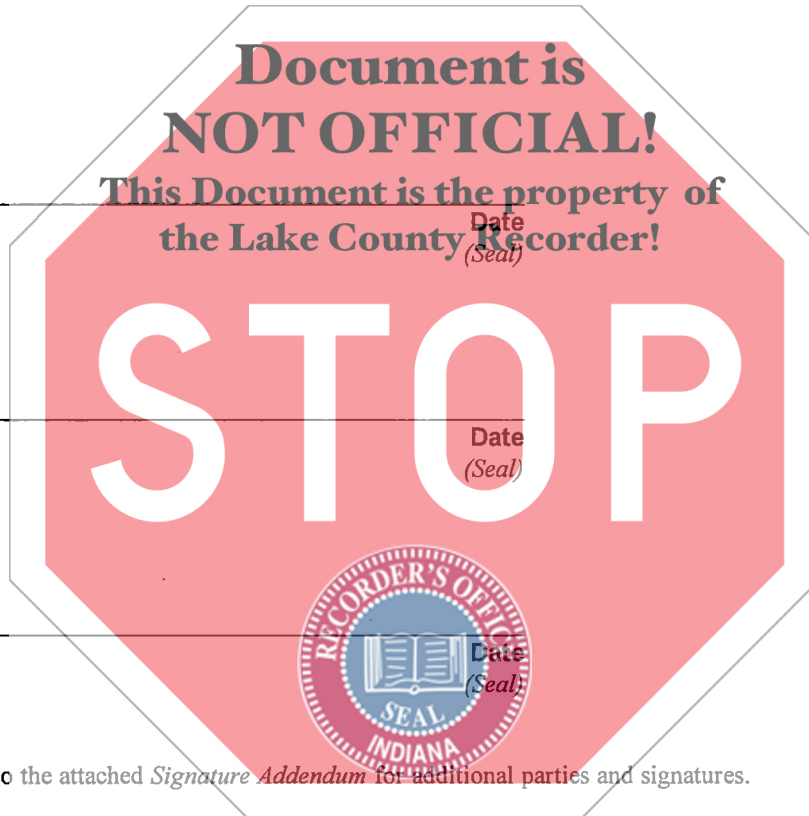 Document is
NOT OFFICIAL!
This Document is the property of
Date
the Lake County Recorder!
(Seal)
STOP
Date
(Seal)
RECORDER'S OFFICE
Date
(Seal)
SEAL
INDIANA
o the attached Signature Addendum for additional parties and signatures.